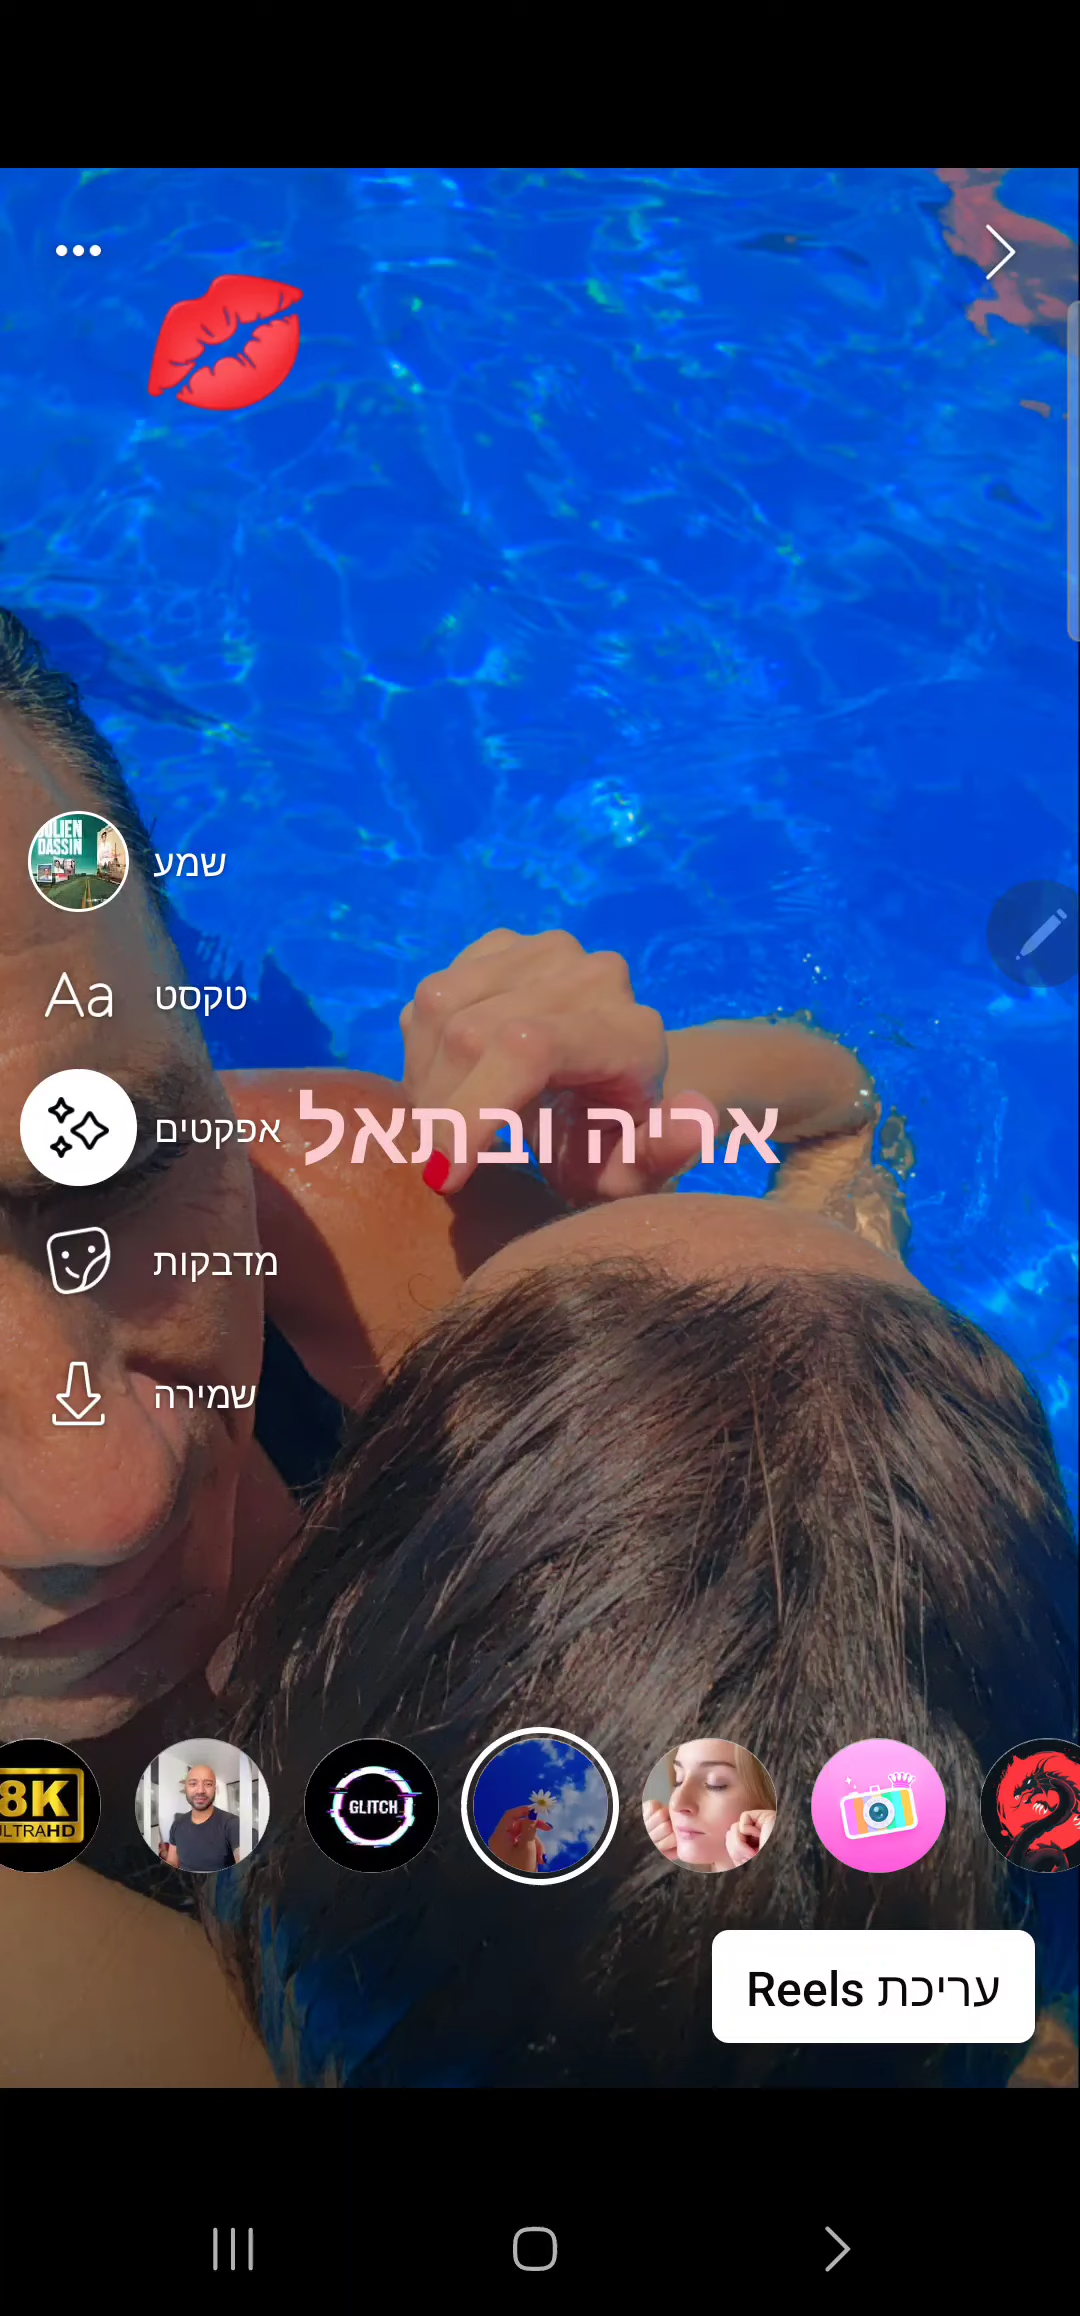 JULIEN
DASSIN
שמע
Aa
טקסט
אפקטים
אריה ובתאל
מדבקות
שמירה
8K
ULTRAHD
GLITCH
עריכת Reels